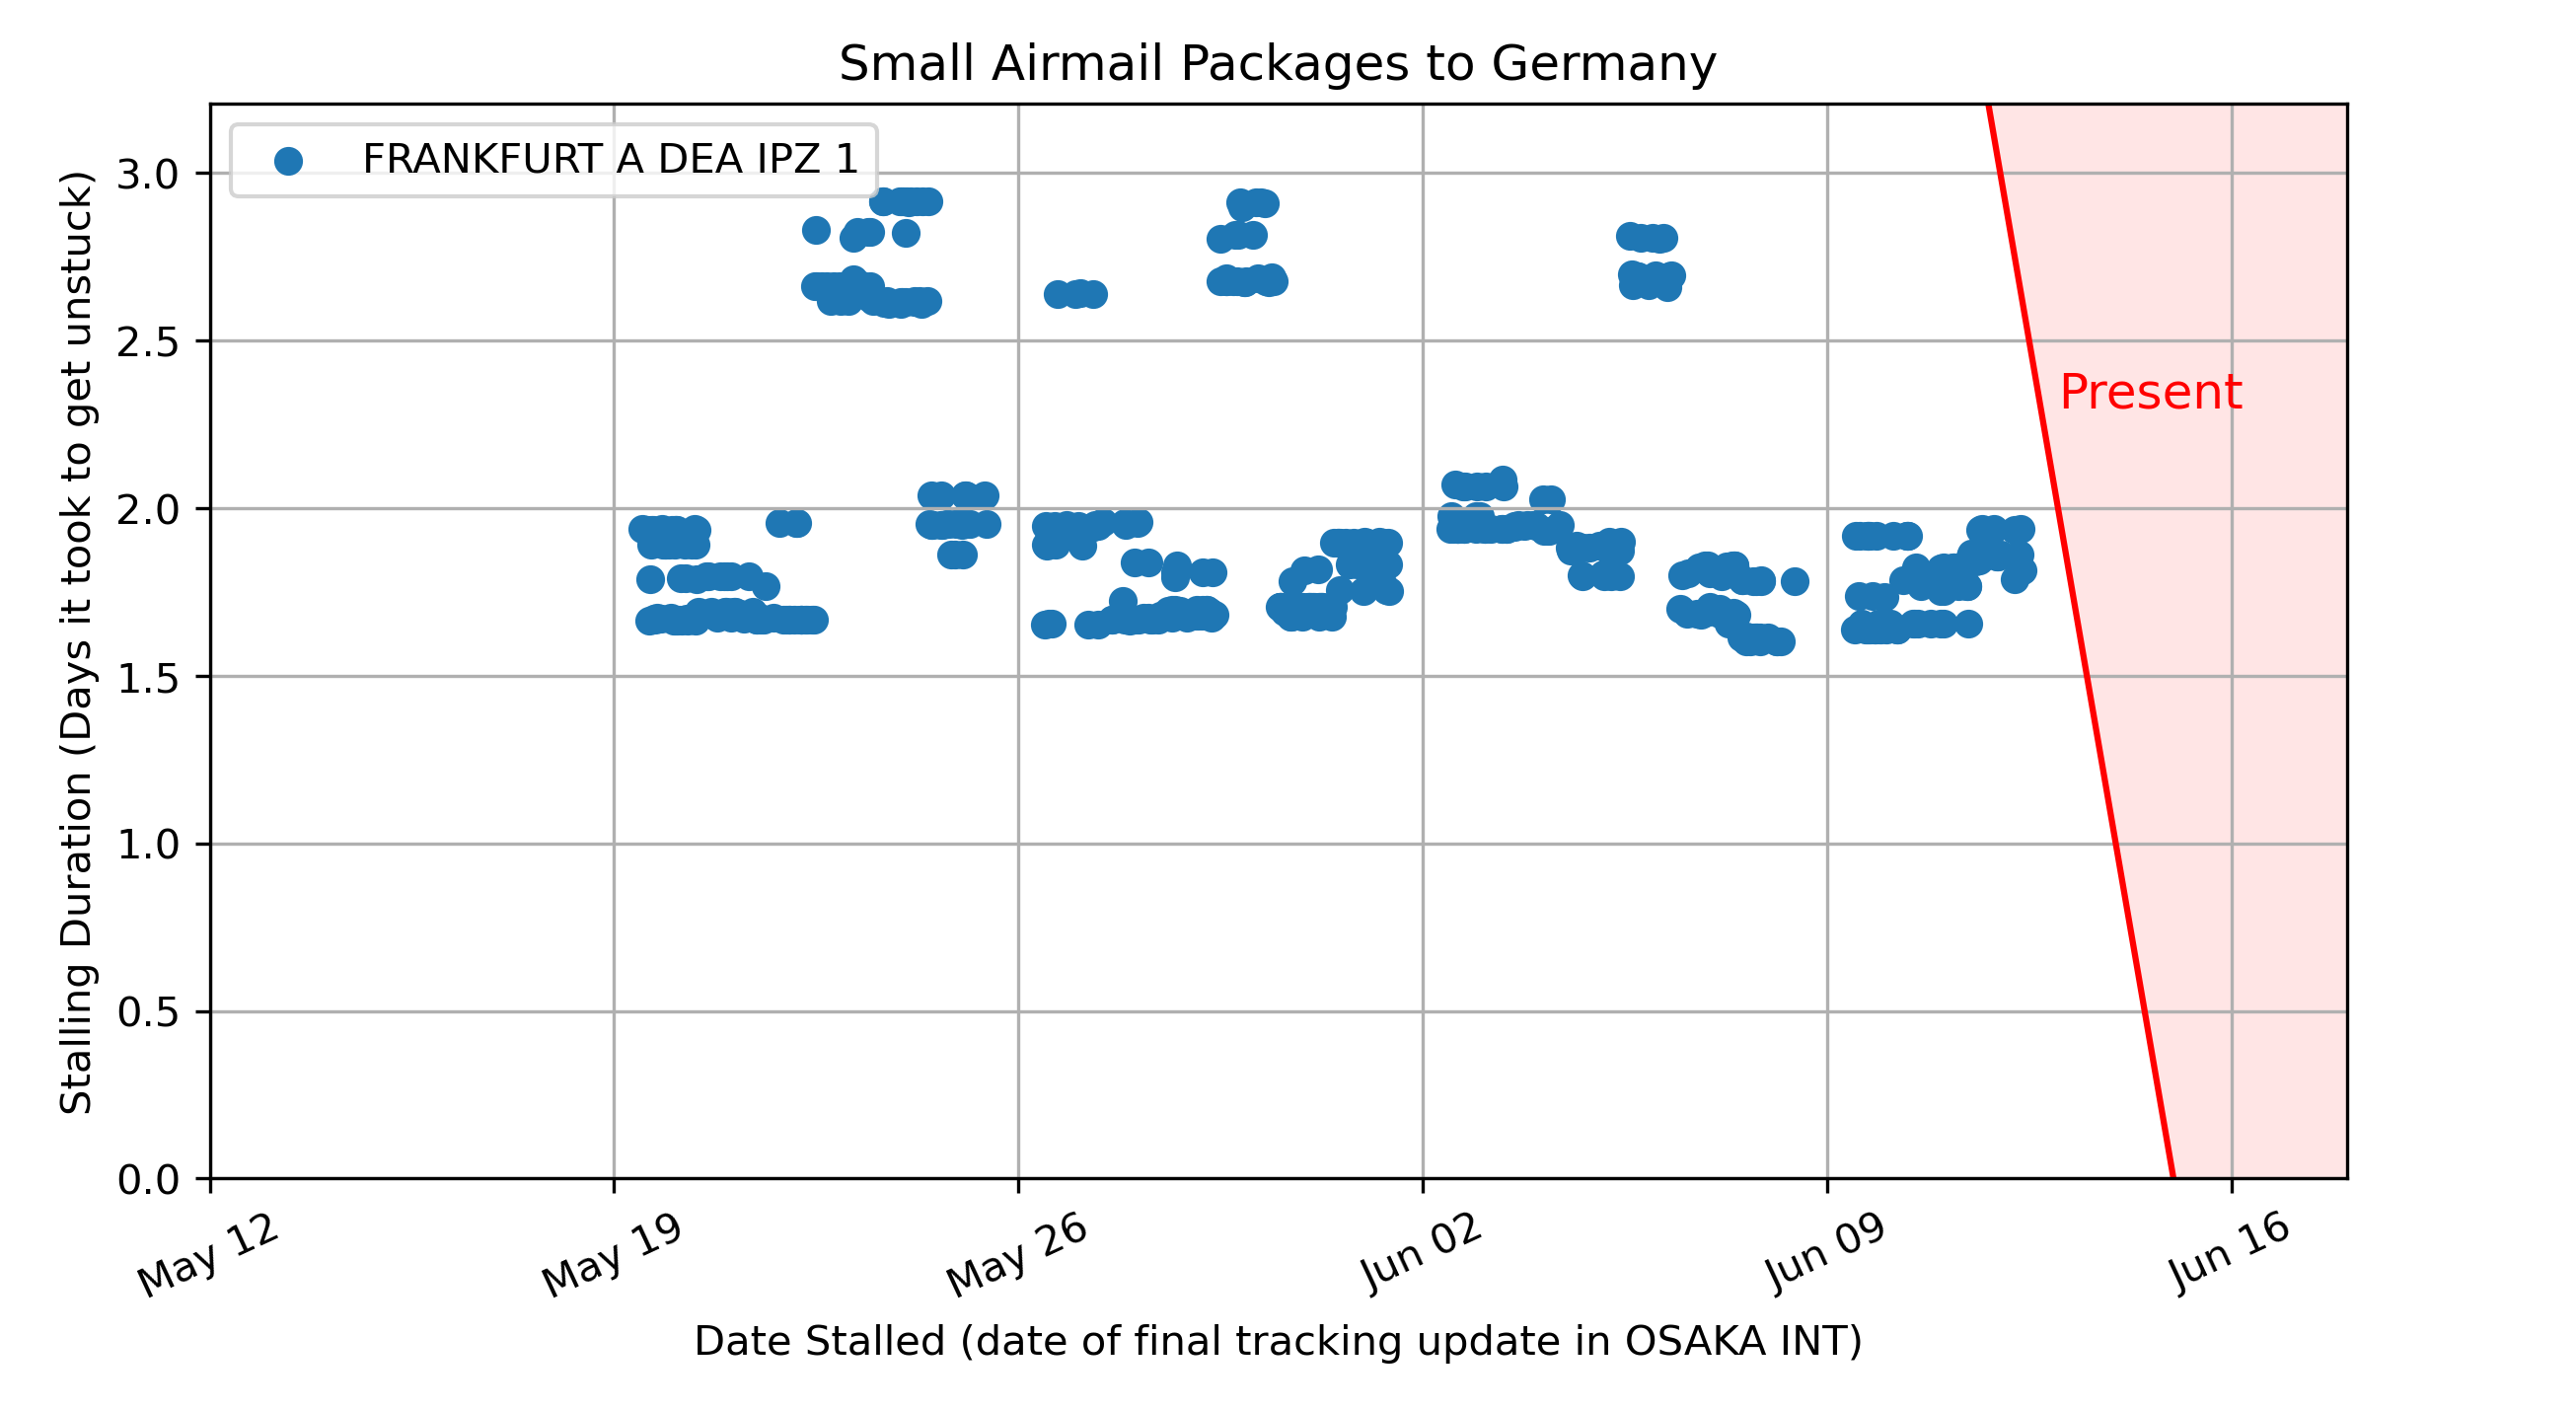 Small Airmail Packages to Germany
FRANKFURT A DEA IPZ 1
Stalling Duration (Days it took to get unstuck)
3.0
2.5
2.0
1.5
1.0
0.5
0.0
Present
May 12
May 19
May 26
Jun 02
Jun 09
Jun 16
Date Stalled (date of final tracking update in OSAKA INT)